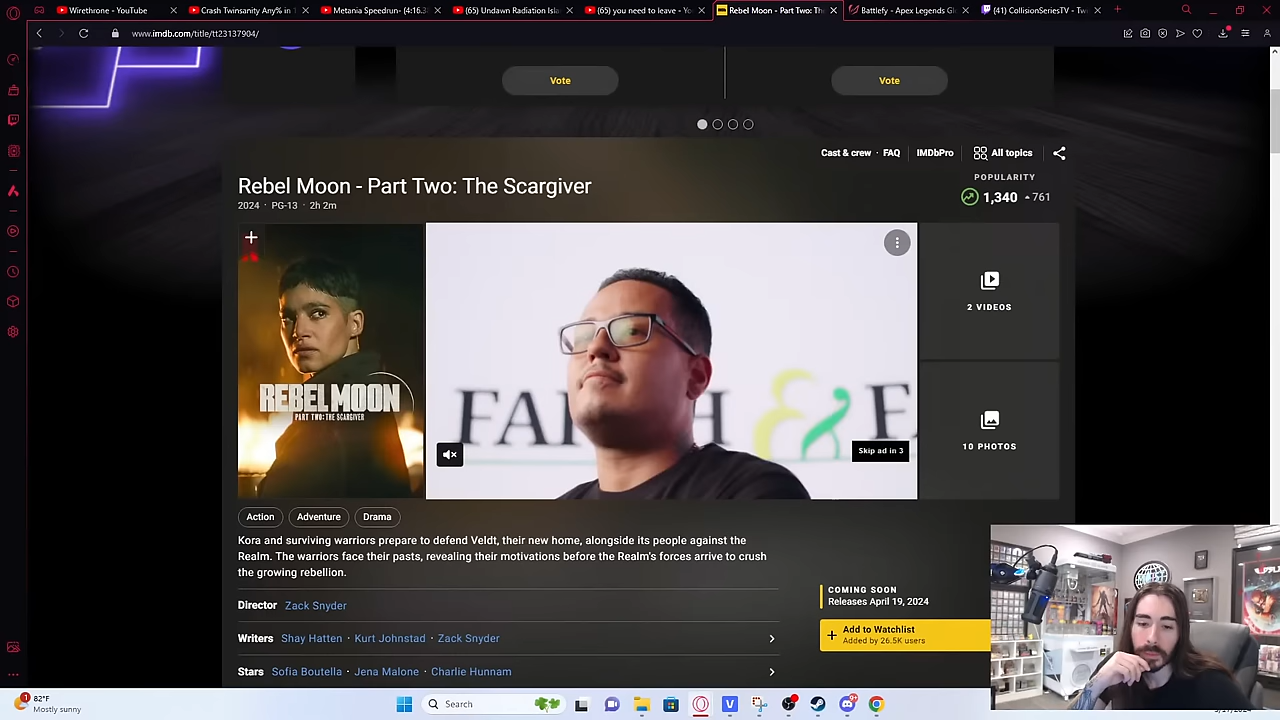 Wirethrone - YouTube
Crash Twinsanity Any% in 1
Metania Speedrun- (4:16.3
(65) Undawn Radiation Isla
(65) you need to leave - Yo
Rebel Moon - Part Two: The
Battlefy - Apex Legends Gl
(41) CollisionSeriesTV - Tw
www.imdb.com/title/tt23137904/
Vote
Vote
Cast & crew · FAQ
IMDbPro
All topics
Rebel Moon - Part Two: The Scargiver
2024 · PG-13 · 2h 2m
POPULARITY
1,340
761
REBEL MOON
PART TWO: THE SCARGIVER
FA
H & F
Skip ad in 3
2 VIDEOS
10 PHOTOS
Action
Adventure
Drama
Kora and surviving warriors prepare to defend Veldt, their new home, alongside its people against the
Realm. The warriors face their pasts, revealing their motivations before the Realm's forces arrive to crush
the growing rebellion.
Director Zack Snyder
Writers Shay Hatten · Kurt Johnstad · Zack Snyder
Stars Sofia Boutella · Jena Malone · Charlie Hunnam
COMING SOON
Releases April 19, 2024
Add to Watchlist
Added by 26.5K users
82°F
Mostly sunny
Search